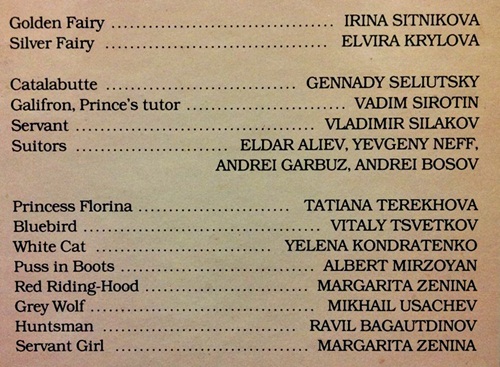 Golden Fairy ................................ IRINA SITNIKOVA
Silver Fairy ................................. ELVIRA KRYLOVA
Catalabutte ............................ GENNADY SELIUTSKY
Galifron, Prince's tutor ...................... VADIM SIROTIN
Servant ................................ VLADIMIR SILAKOV
Suitors ....................... ELDAR ALIEV, YEVGENY NEFF,
ANDREI GARBUZ, ANDREI BOSOV
Princess Florina ..................... TATIANA TEREKHOVA
Bluebird ................................ VITALY TSVETKOV
White Cat ......................... YELENA KONDRATENKO
Puss in Boots ......................... ALBERT MIRZOYAN
Red Riding-Hood .................... MARGARITA ZENINA
Grey Wolf ............................. MIKHAIL USACHEV
Huntsman .......................... RAVIL BAGAUTDINOV
Servant Girl ......................... MARGARITA ZENINA